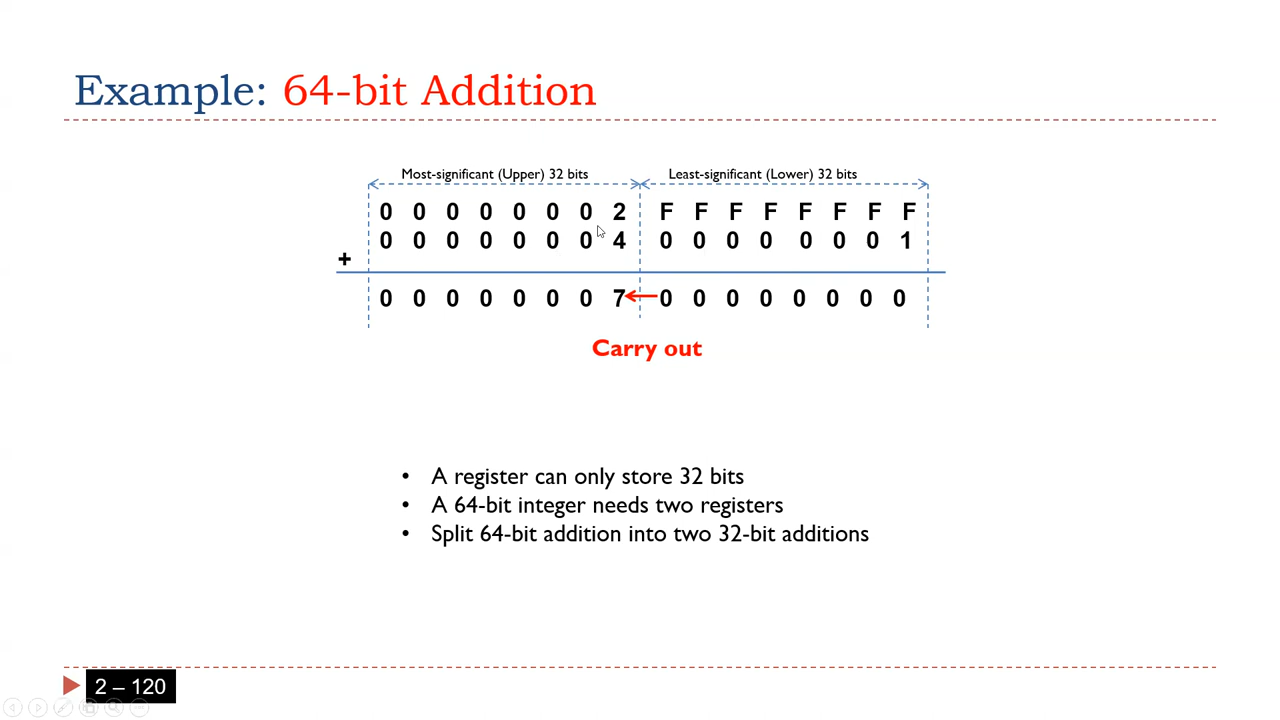 Example: 64-bit Addition
Most-significant (Upper) 32 bits Least-significant (Lower) 32 bits
0 0 0 0 0 0 0 2 F F F F F F F F
0 0 0 0 0 0 0 4 0 0 0 0 0 0 0 1
+
0 0 0 0 0 0 0 7 0 0 0 0 0 0 0 0
Carry out
• A register can only store 32 bits
• A 64-bit integer needs two registers
• Split 64-bit addition into two 32-bit additions
2 – 120